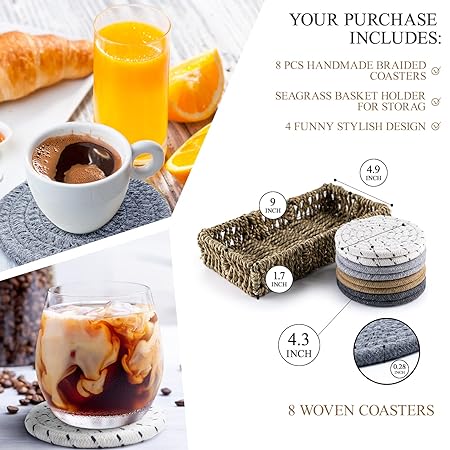 YOUR PURCHASE
INCLUDES:
8 PCS HANDMADE BRAIDED
COASTERS
SEAGRASS BASKET HOLDER
FOR STORAG
4 FUNNY STYLISH DESIGN
4.9
INCH
9
INCH
1.7
INCH
4.3
INCH
0.28
INCH
8 WOVEN COASTERS